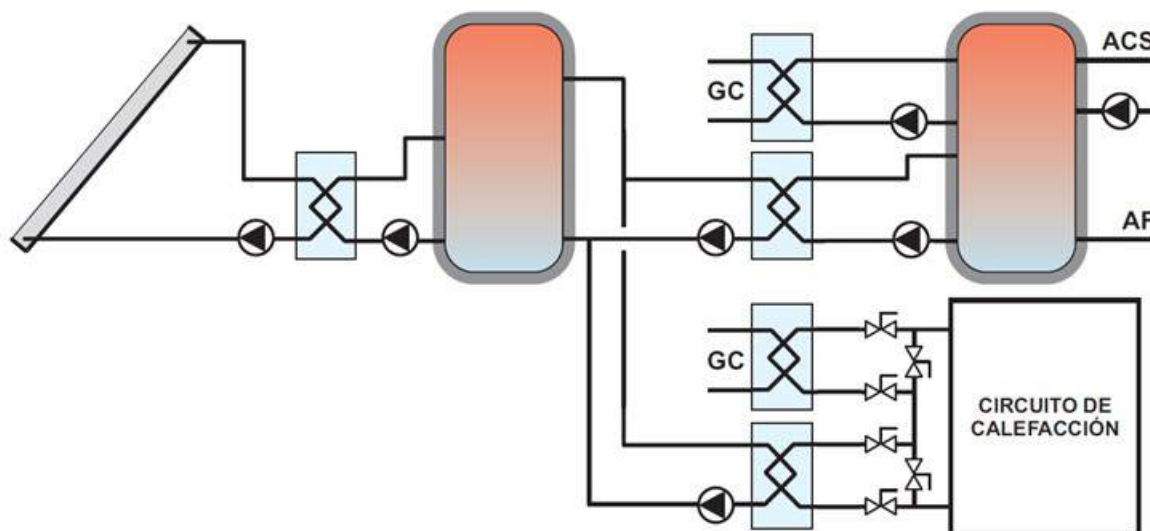 ACS
GC
AF
GC
CIRCUITO DE
CALEFACCIÓN